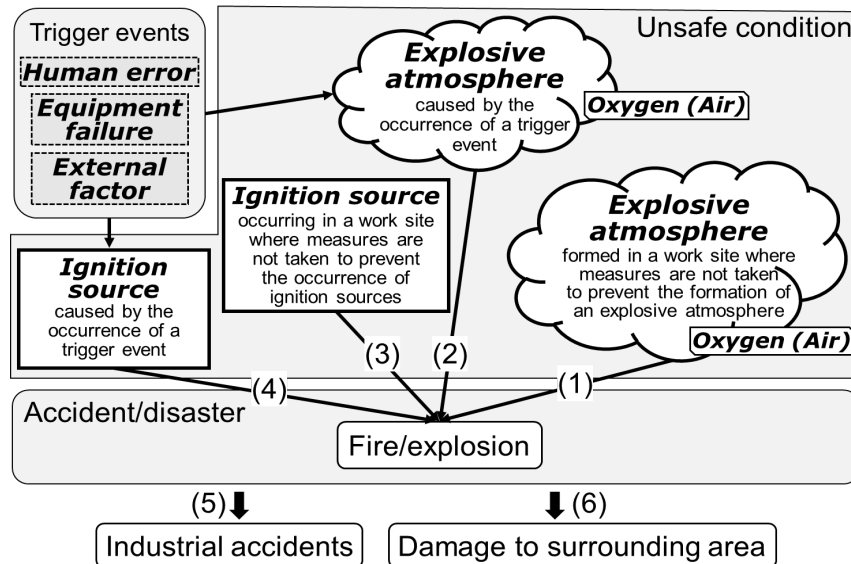 Trigger events
Human error
Equipment
failure
External
factor
Unsafe condition
Explosive
atmosphere
caused by the
occurrence of a trigger
event
Oxygen (Air)
Ignition source
occurring in a work site
where measures are
not taken to prevent
the occurrence of
ignition sources
Explosive
atmosphere
formed in a work site where
measures are not taken
to prevent the formation of
an explosive atmosphere
Oxygen (Air)
Ignition
source
caused by the
occurrence of a
trigger event
(4)
(3)
(2)
(1)
Accident/disaster
Fire/explosion
(5)
(6)
Industrial accidents
Damage to surrounding area